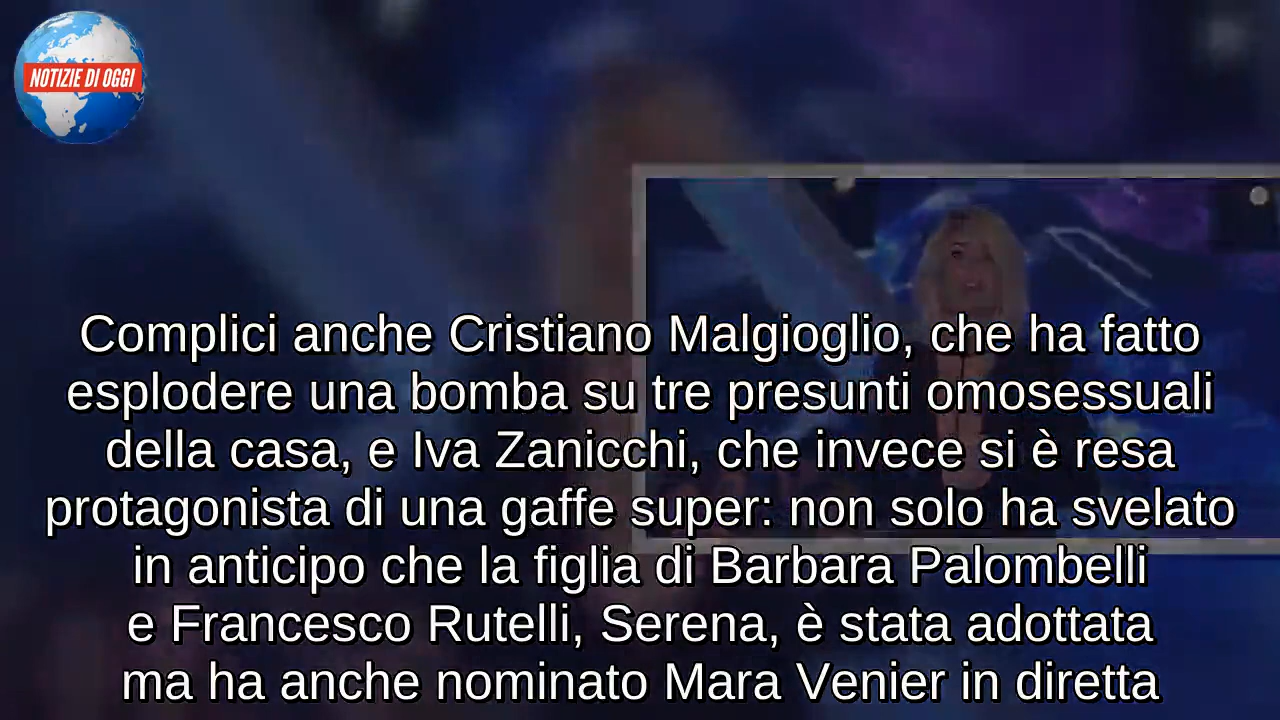 NOTIZIE DI OGGI
Complici anche Cristiano Malgioglio, che ha fatto
esplodere una bomba su tre presunti omosessuali
della casa, e Iva Zanicchi, che invece si è resa
protagonista di una gaffe super: non solo ha svelato
in anticipo che la figlia di Barbara Palombelli
e Francesco Rutelli, Serena, è stata adottata
ma ha anche nominato Mara Venier in diretta